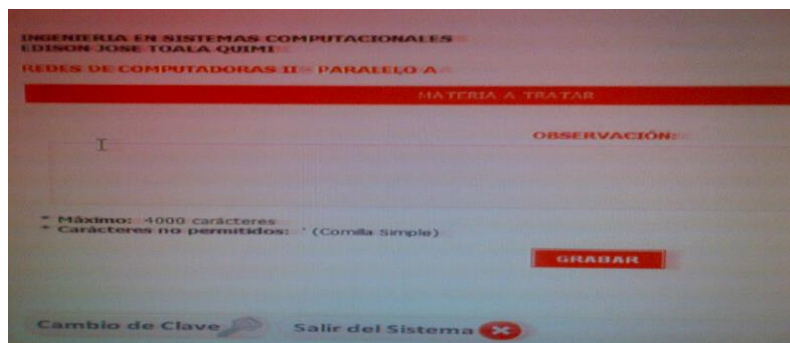 INGENIERIA EN SISTEMAS COMPUTACIONALES
EDISON JOSE TOALA QUIMI
REDES DE COMPUTADORAS II - PARALELO A
MATERIA A TRATAR
OBSERVACIÓN:
* Máximo: 4000 carácteres
* Carácteres no permitidos: ' (Comilla Simple)
GRABAR
Cambio de Clave
Salir del Sistema